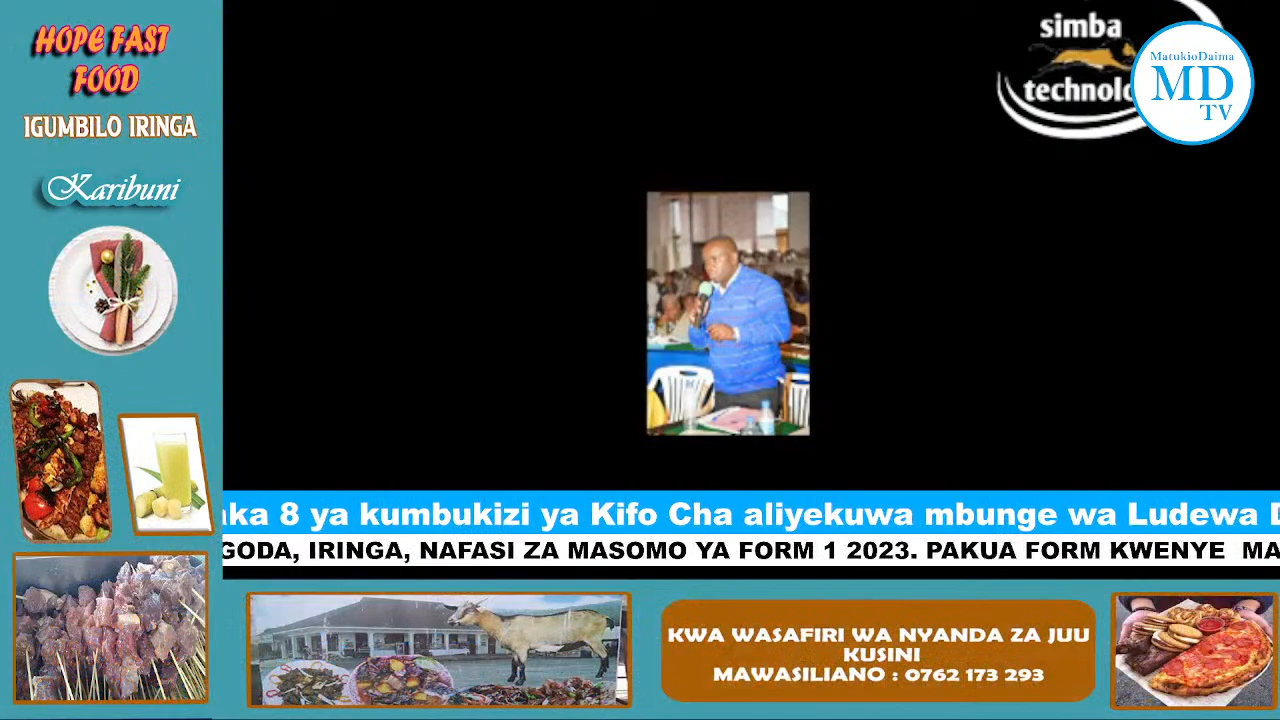 HOPE FAST
FOOD
IGUMBILO IRINGA
Karibuni
simba
technolo
MatukioDaima
MD
TV
8 ya kumbukizi ya Kifo Cha aliyekuwa mbunge wa Ludewa
IRINGA, NAFASI ZA MASOMO YA FORM 1 2023. PAKUA FORM KWENYE
KWA WASAFIRI WA NYANDA ZA JUU
KUSINI
MAWASILIANO : 0762 173 293